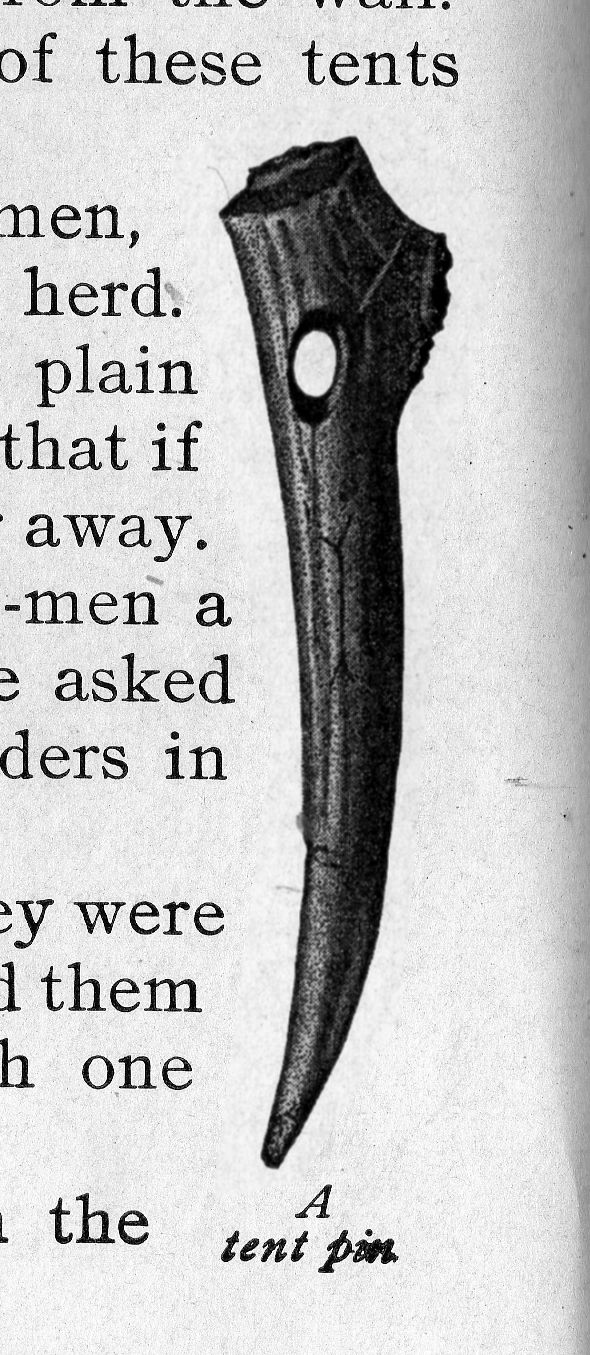 from the wall.
of these tents
men,
herd.
plain
that if
away.
-men a
asked
ders in
ey were
d them
h one
the
A
tent pin.